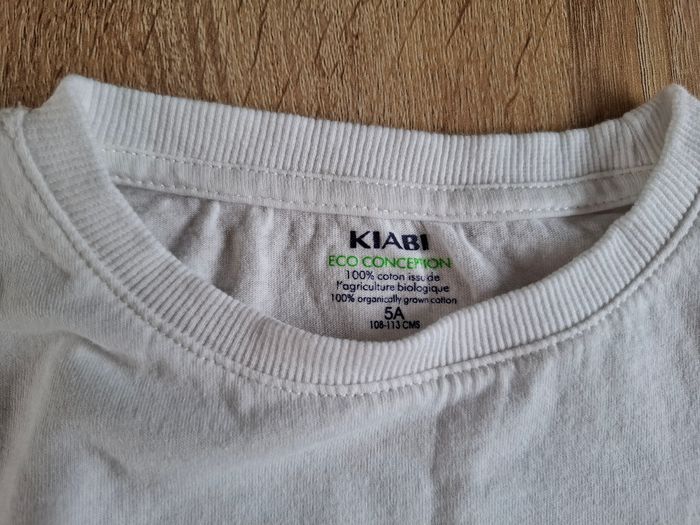 KIABI
ECO CONCEPTION
100% coton issu de
l'agriculture biologique
100% organically grown cotton
5A
108-113 CMS